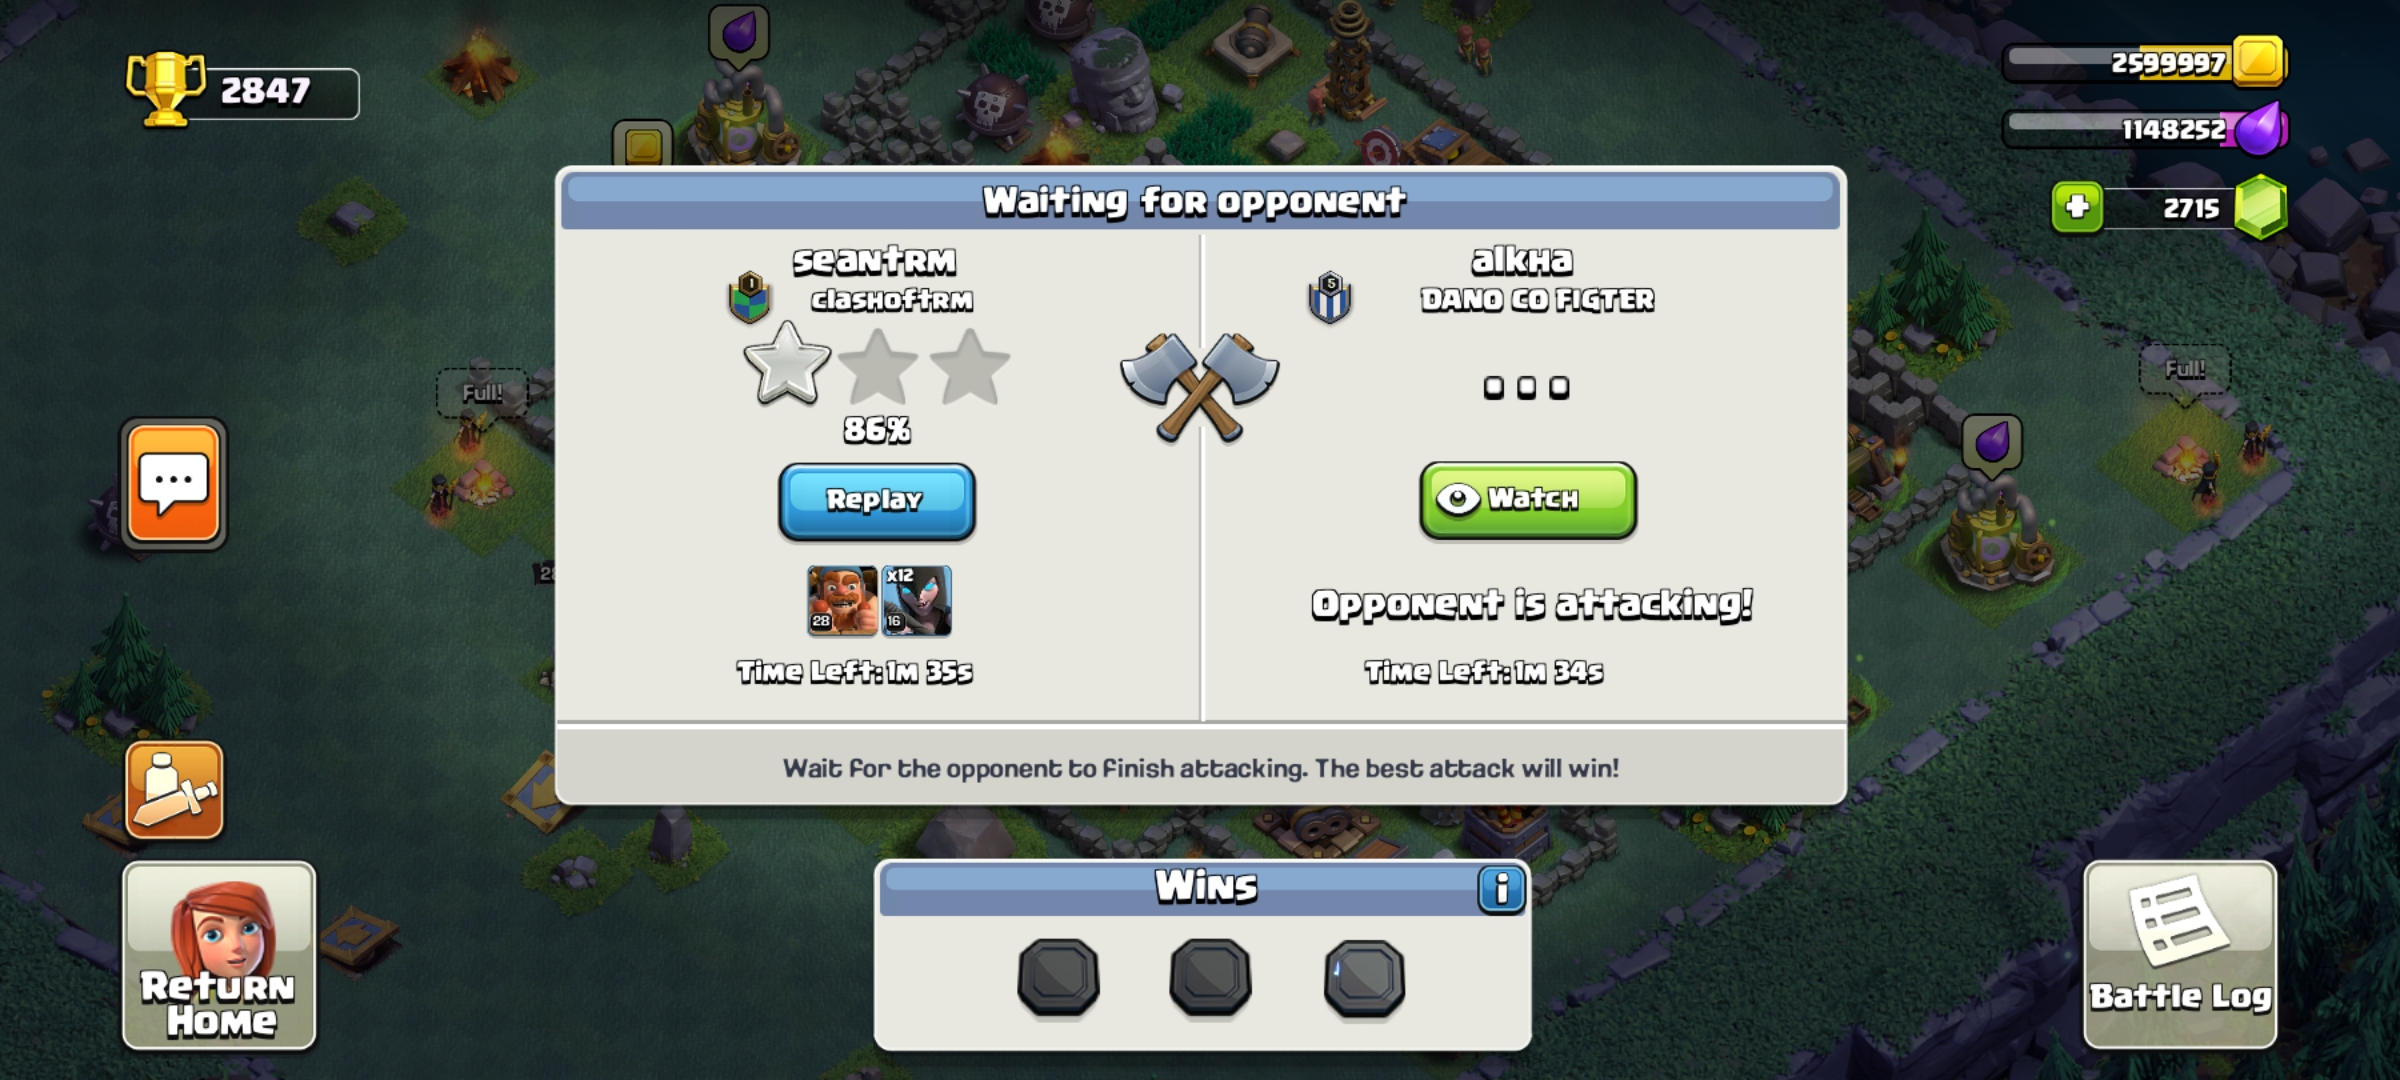 2847
2599997
1148252
2715
Waiting for opponent
seantrm
1
clashoftrm
86%
Replay
x12
28
16
Time Left: 1m 35s
alkha
5
DANO CO FIGTER
...
Watch
Opponent is attacking!
Time Left: 1m 34s
Wait for the opponent to finish attacking. The best attack will win!
Full!
Full!
Wins
i
Return
Home
Battle Log